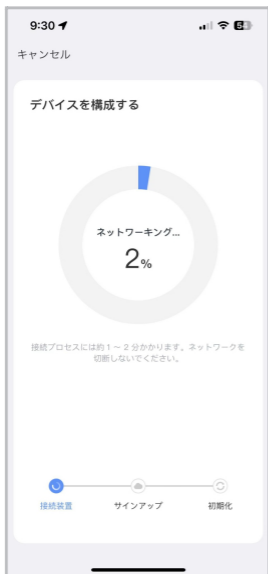 9:30
キャンセル
デバイスを構成する
ネットワーキング...
2%
接続プロセスには約1～2分かかります。ネットワークを
切断しないでください。
接続装置 サインアップ 初期化